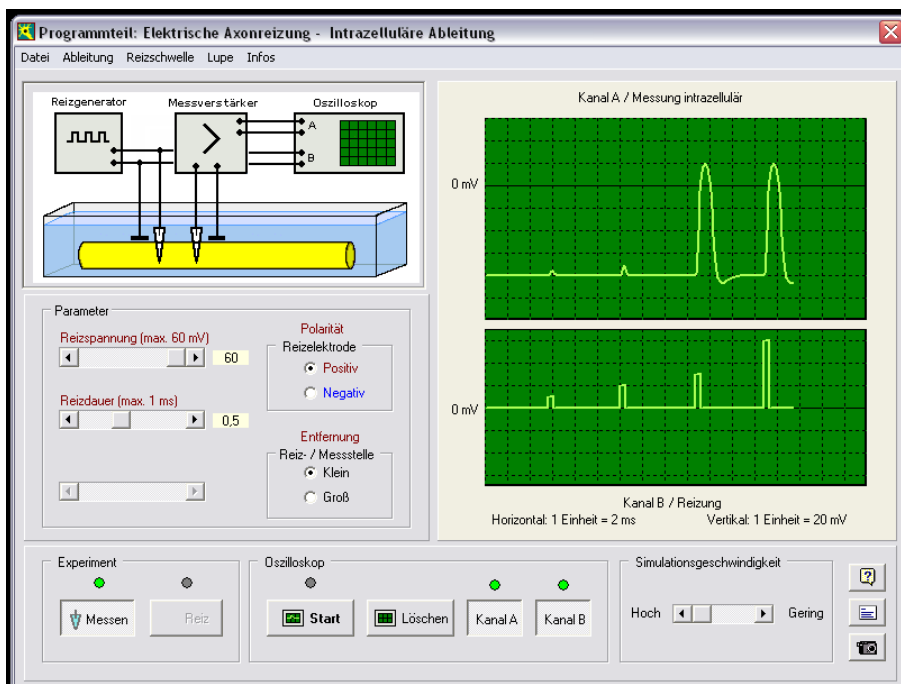 Programmteil: Elektrische Axonreizung - Intrazelluläre Ableitung
Datei Ableitung Reizschwelle Lupe Infos
Reizgenerator Messverstärker Oszilloskop
A
B
Kanal A / Messung intrazellulär
0 mV
0 mV
Kanal B / Reizung
Horizontal: 1 Einheit = 2 ms Vertikal: 1 Einheit = 20 mV
Parameter
Reizspannung (max. 60 mV)
60
Reizdauer (max. 1 ms)
0,5
Polarität
Reizelektrode
Positiv
Negativ
Entfernung
Reiz- / Messstelle
Klein
Groß
Experiment
Messen Reiz
Oszilloskop
Start Löschen Kanal A Kanal B
Simulationsgeschwindigkeit
Hoch Gering
?